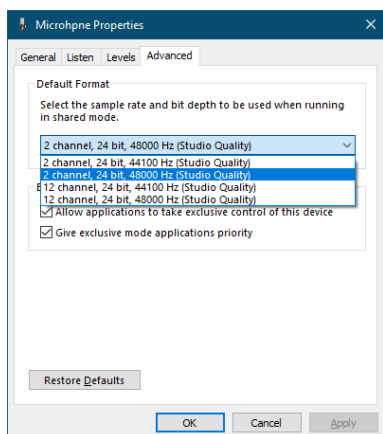 Microhpne Properties
General Listen Levels Advanced
Default Format
Select the sample rate and bit depth to be used when running
in shared mode.
2 channel, 24 bit, 48000 Hz (Studio Quality)
2 channel, 24 bit, 44100 Hz (Studio Quality)
2 channel, 24 bit, 48000 Hz (Studio Quality)
12 channel, 24 bit, 44100 Hz (Studio Quality)
12 channel, 24 bit, 48000 Hz (Studio Quality)
Allow applications to take exclusive control of this device
Give exclusive mode applications priority
Restore Defaults
OK Cancel Apply